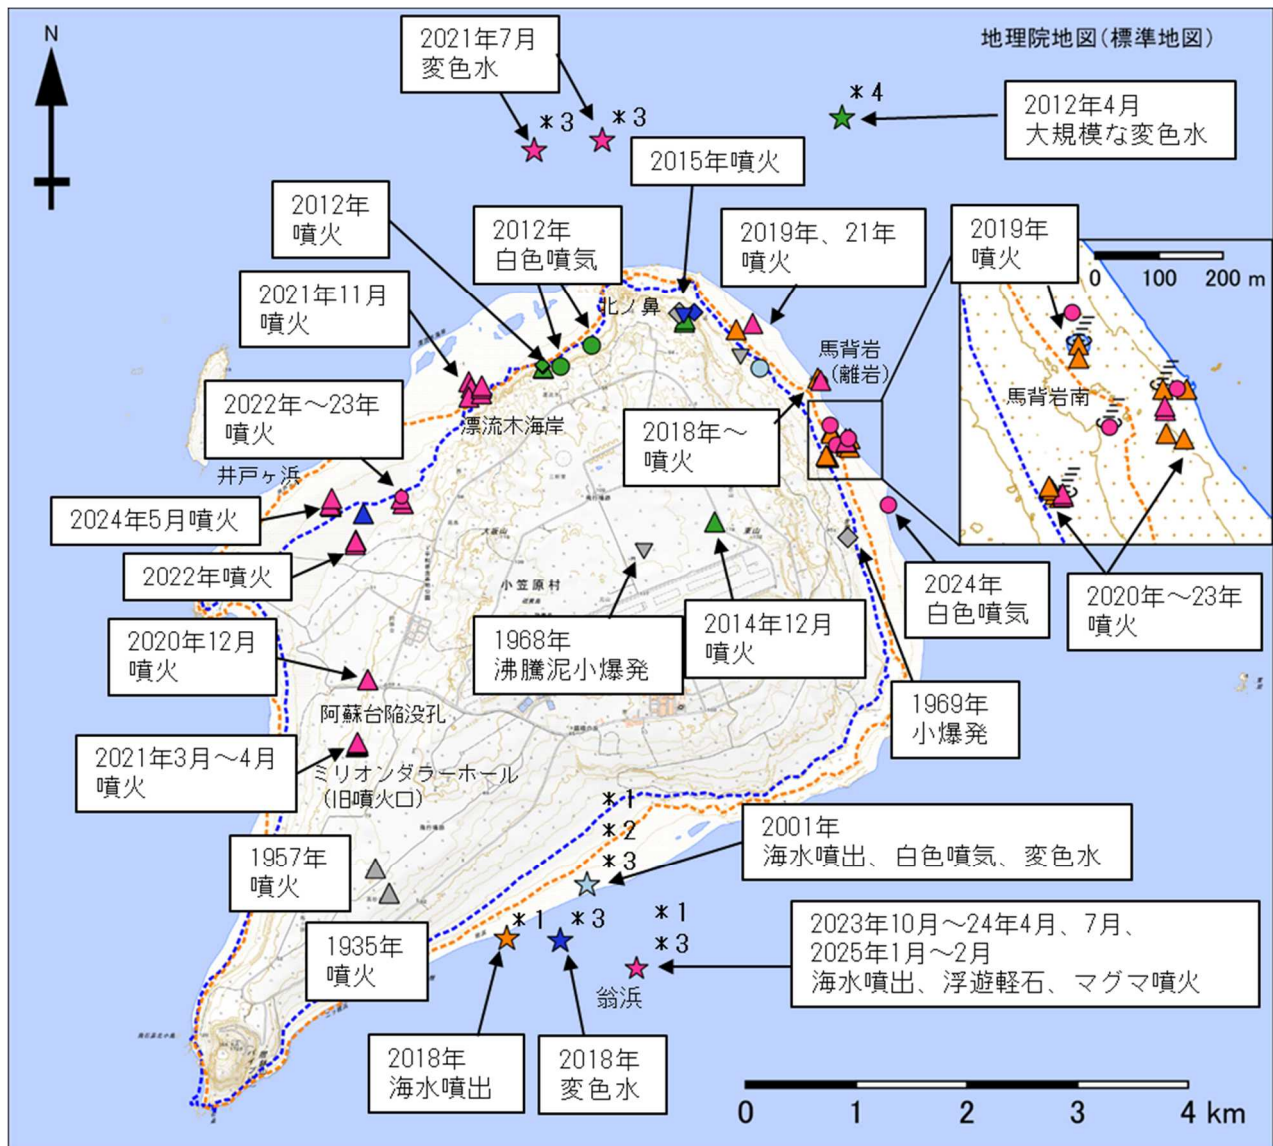 N
地理院地図(標準地図)
2021年7月
変色水
*3
*3
*4
2012年4月
大規模な変色水
2015年噴火
2012年
噴火
2012年
白色噴気
2019年、21年
噴火
2019年
噴火
0 100 200 m
2021年11月
噴火
北ノ鼻
馬背岩
(離岩)
馬背岩南
2022年～23年
噴火
漂流木海岸
2018年～
噴火
井戸ヶ浜
2024年5月噴火
大阪山
東山
2022年噴火
小笠原村
硫黄島
2024年
白色噴気
2020年～23年
噴火
2020年12月
噴火
1968年
沸騰泥小爆発
2014年12月
噴火
1969年
小爆発
阿蘇台陥没孔
2021年3月～4月
噴火
ミリオンダラーホール
(旧噴火口)
*1
*2
*3
2001年
海水噴出、白色噴気、変色水
1957年
噴火
1935年
噴火
*1
*3
*1
*3
2023年10月～24年4月、7月、
2025年1月～2月
海水噴出、浮遊軽石、マグマ噴火
翁浜
2018年
海水噴出
2018年
変色水
0 1 2 3 4 km